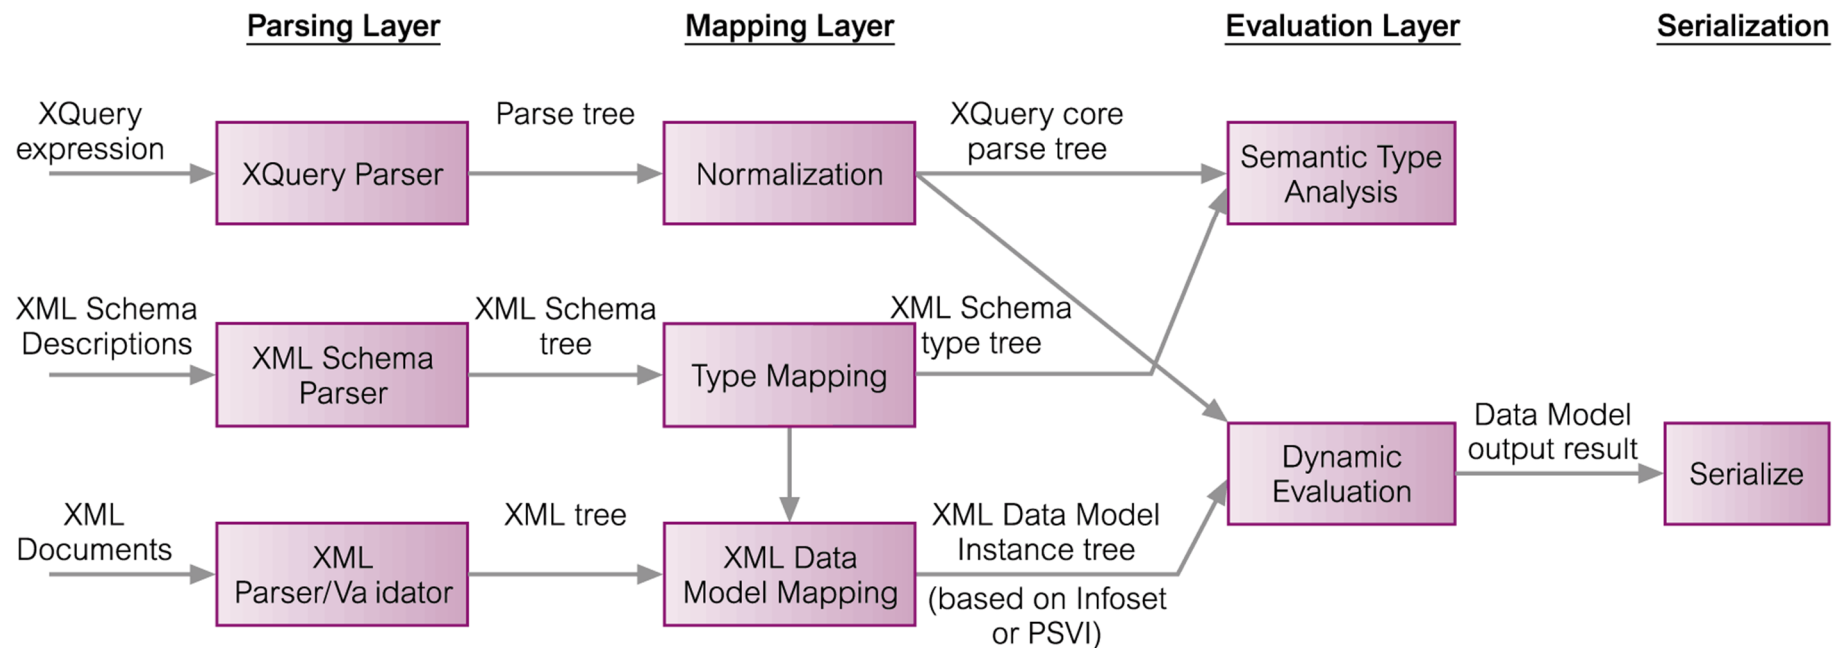 Parsing Layer
Mapping Layer
Evaluation Layer
Serialization
XQuery
expression
XQuery Parser
Parse tree
Normalization
XQuery core
parse tree
Semantic Type
Analysis
XML Schema
Descriptions
XML Schema
Parser
XML Schema
tree
Type Mapping
XML Schema
type tree
Dynamic
Evaluation
Data Model
output result
Serialize
XML
Documents
XML
Parser/Va idator
XML tree
XML Data
Model Mapping
XML Data Model
Instance tree
(based on Infoset
or PSVI)